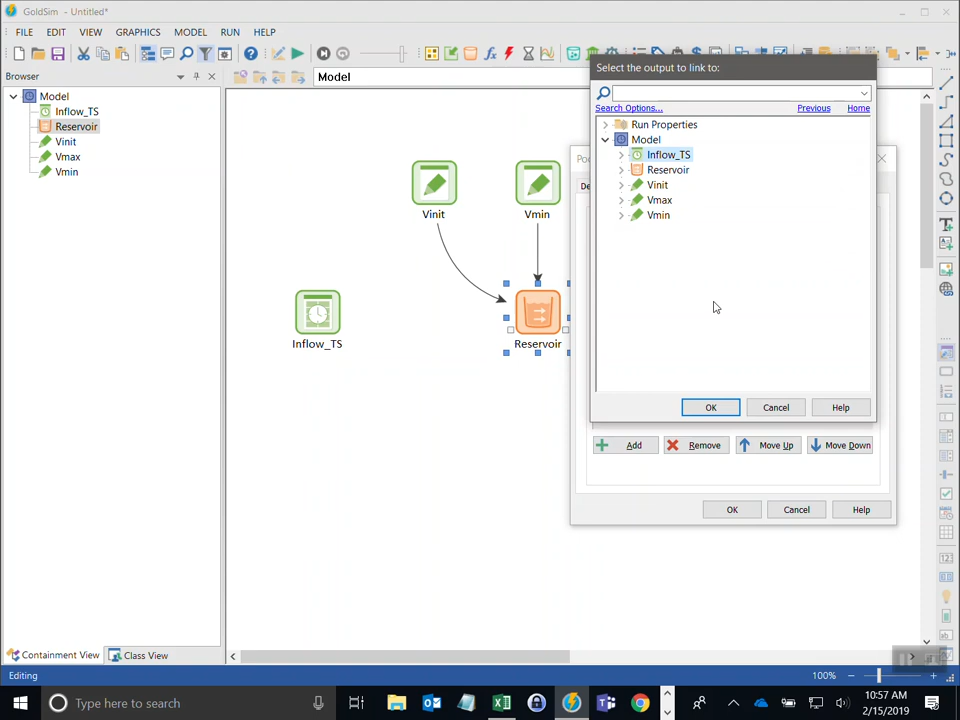 GoldSim - Untitled*
FILE EDIT VIEW GRAPHICS MODEL RUN HELP
Browser
Model
Model
Inflow_TS
Reservoir
Vinit
Vmax
Vmin
Vinit
Vmin
Inflow_TS
Reservoir
Select the output to link to:
Search Options...
Previous
Home
Run Properties
Model
Inflow_TS
Reservoir
Vinit
Vmax
Vmin
OK
Cancel
Help
Add
Remove
Move Up
Move Down
OK
Cancel
Help
Containment View
Class View
Editing
100%
Type here to search
10:57 AM
2/15/2019